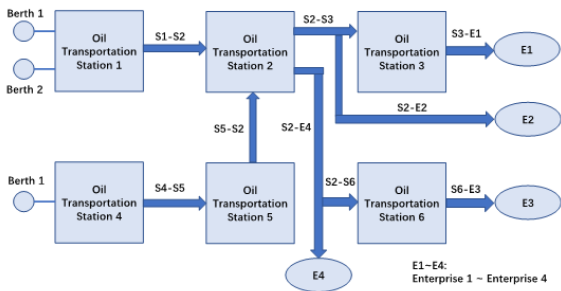 Berth 1
Berth 2
Oil
Transportation
Station 1
S1-S2
Oil
Transportation
Station 2
S2-S3
Oil
Transportation
Station 3
S3-E1
E1
S2-E2
E2
S5-S2
S2-E4
Berth 1
Oil
Transportation
Station 4
S4-S5
Oil
Transportation
Station 5
S2-S6
Oil
Transportation
Station 6
S6-E3
E3
E4
E1~E4:
Enterprise 1 ~ Enterprise 4